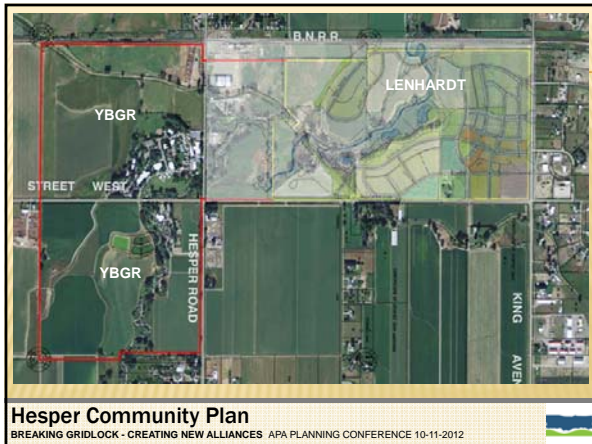 B.N.R.R.
LENHARDT
YBGR
STREET WEST
YBGR
HESPER ROAD
KING AVEN
Hesper Community Plan
BREAKING GRIDLOCK - CREATING NEW ALLIANCES APA PLANNING CONFERENCE 10-11-2012